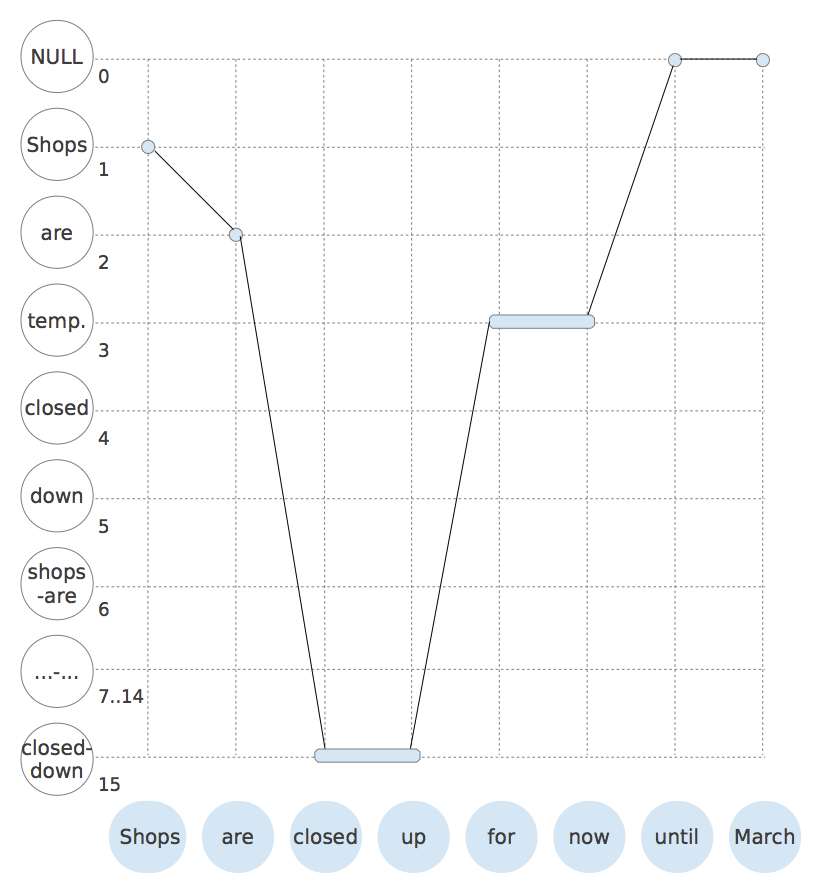 NULL
0
Shops
1
are
2
temp.
3
closed
4
down
5
shops
-are
6
...-...
7..14
closed-
down
15
Shops are closed up for now until March